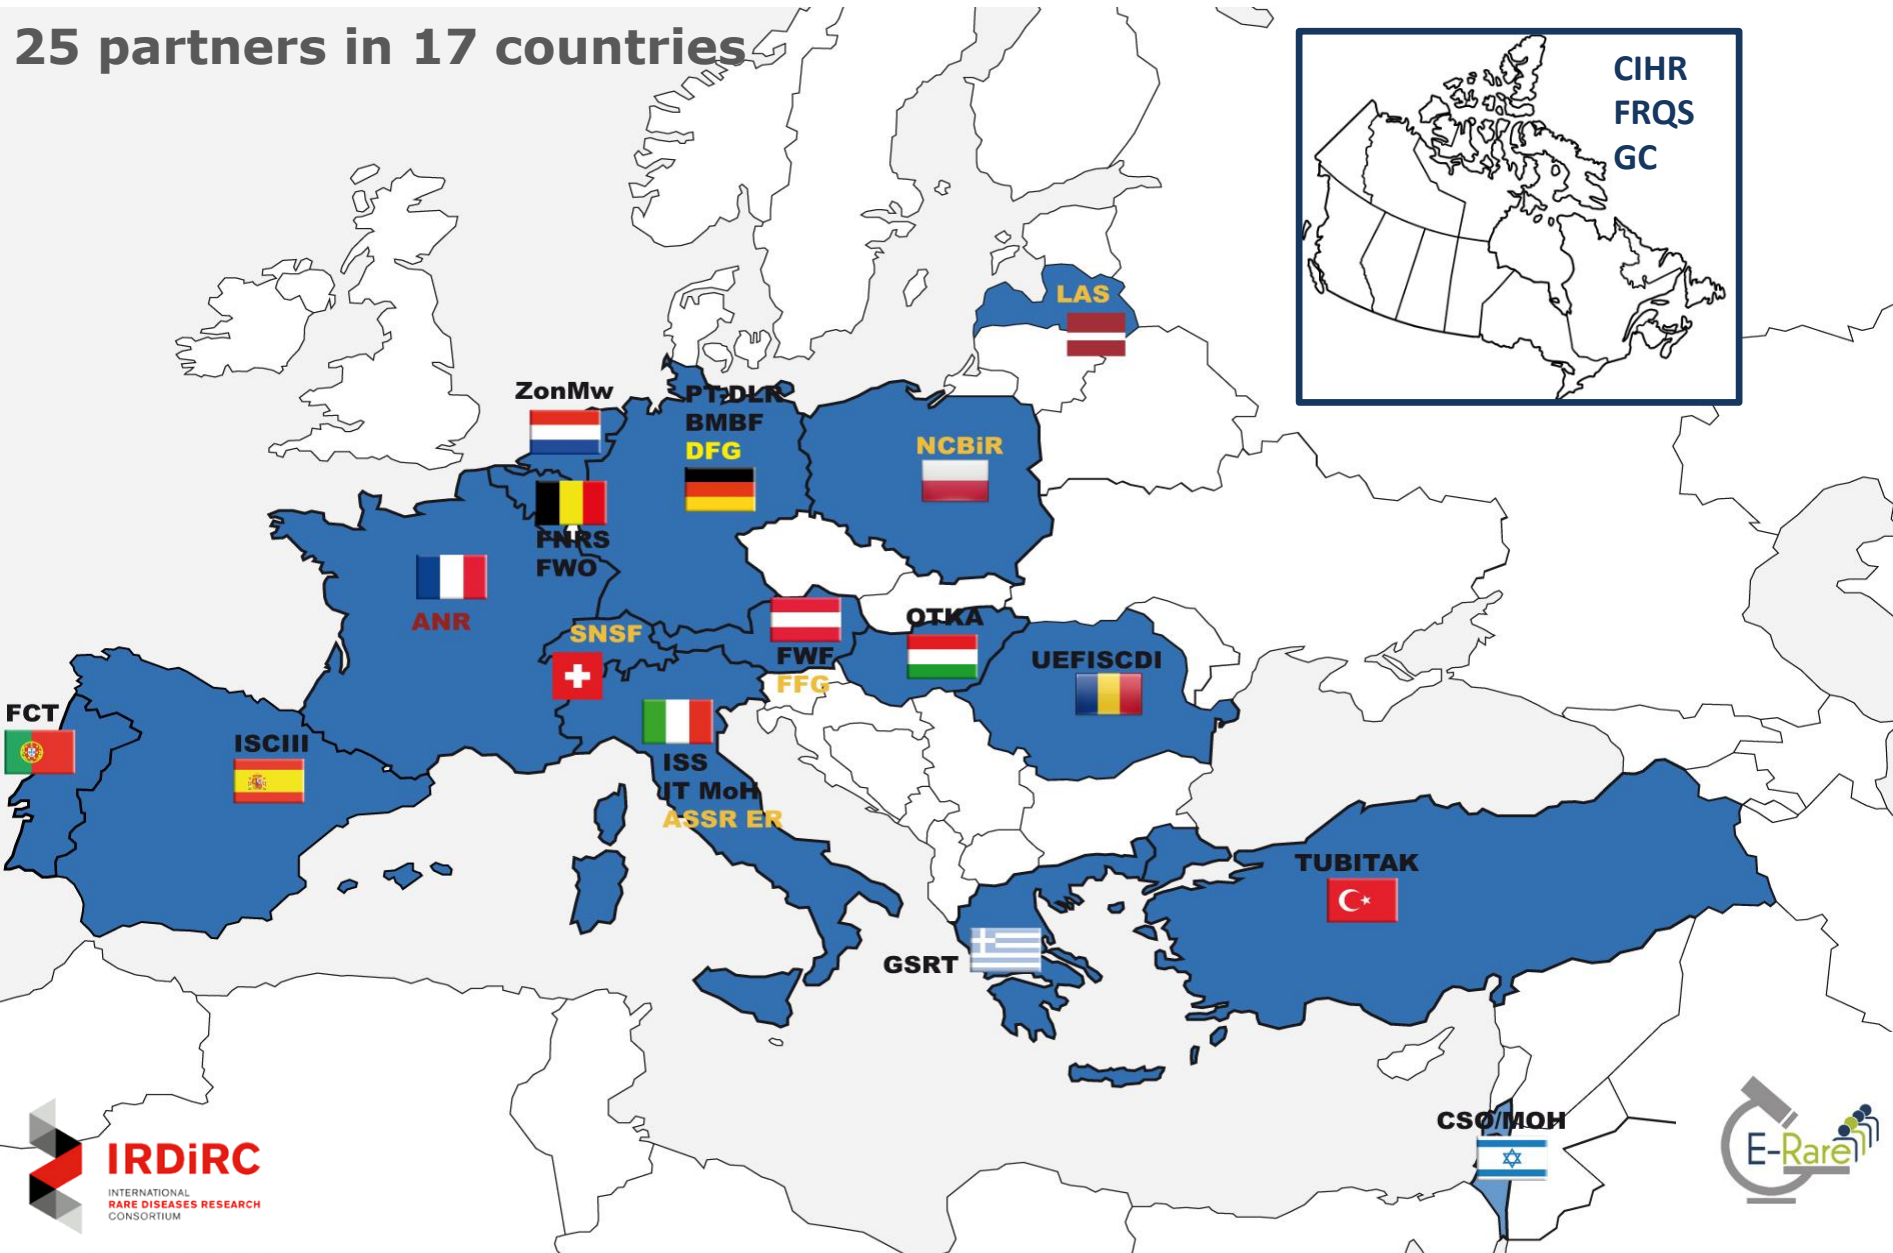 25 partners in 17 countries
CIHR
FRQS
GC
LAS
ZonMw
PT-DLR
BMBF
DFG
NCBiR
FNRS
FWO
ANR
SNSF
OTKA
FWF
FFG
UEFISCDI
FCT
ISCIII
ISS
IT MoH
ASSR ER
TUBITAK
GSRT
CSO/MOH
IRDiRC
INTERNATIONAL
RARE DISEASES RESEARCH
CONSORTIUM
E-Rare